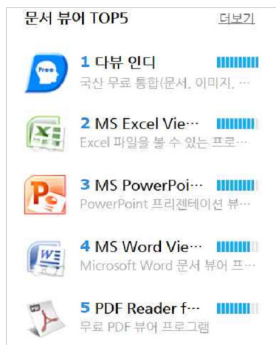 문서 뷰어 TOP5 더보기
Free
1 다뷰 인디
국산 무료 통합(문서, 이미지, …
2 MS Excel Vie…
Excel 파일을 볼 수 있는 프로…
3 MS PowerPoi…
PowerPoint 프리젠테이션 뷰…
4 MS Word Vie…
Microsoft Word 문서 뷰어 프…
5 PDF Reader f…
무료 PDF 뷰어 프로그램